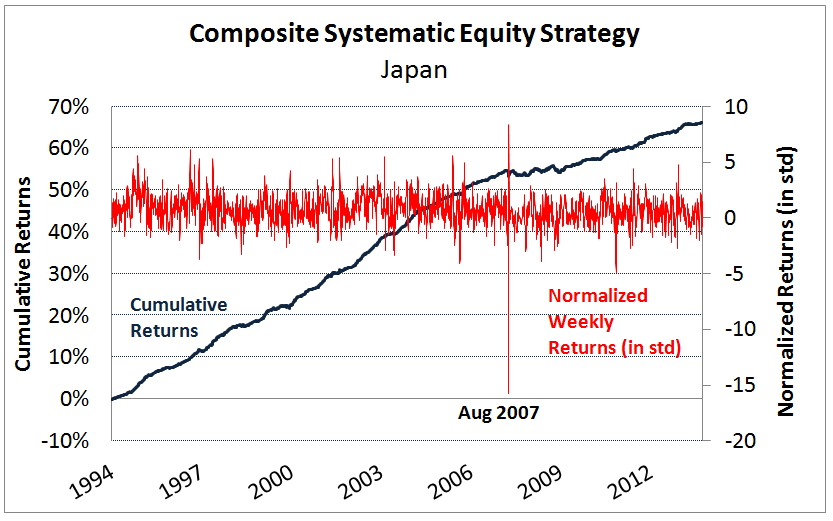 Composite Systematic Equity Strategy
Japan
70%
60%
50%
40%
30%
20%
10%
0%
-10%
Cumulative Returns
10
5
0
-5
-10
-15
-20
Normalized Returns (in std)
Cumulative
Returns
Normalized
Weekly
Returns (in std)
Aug 2007
1994
1997
2000
2003
2006
2009
2012